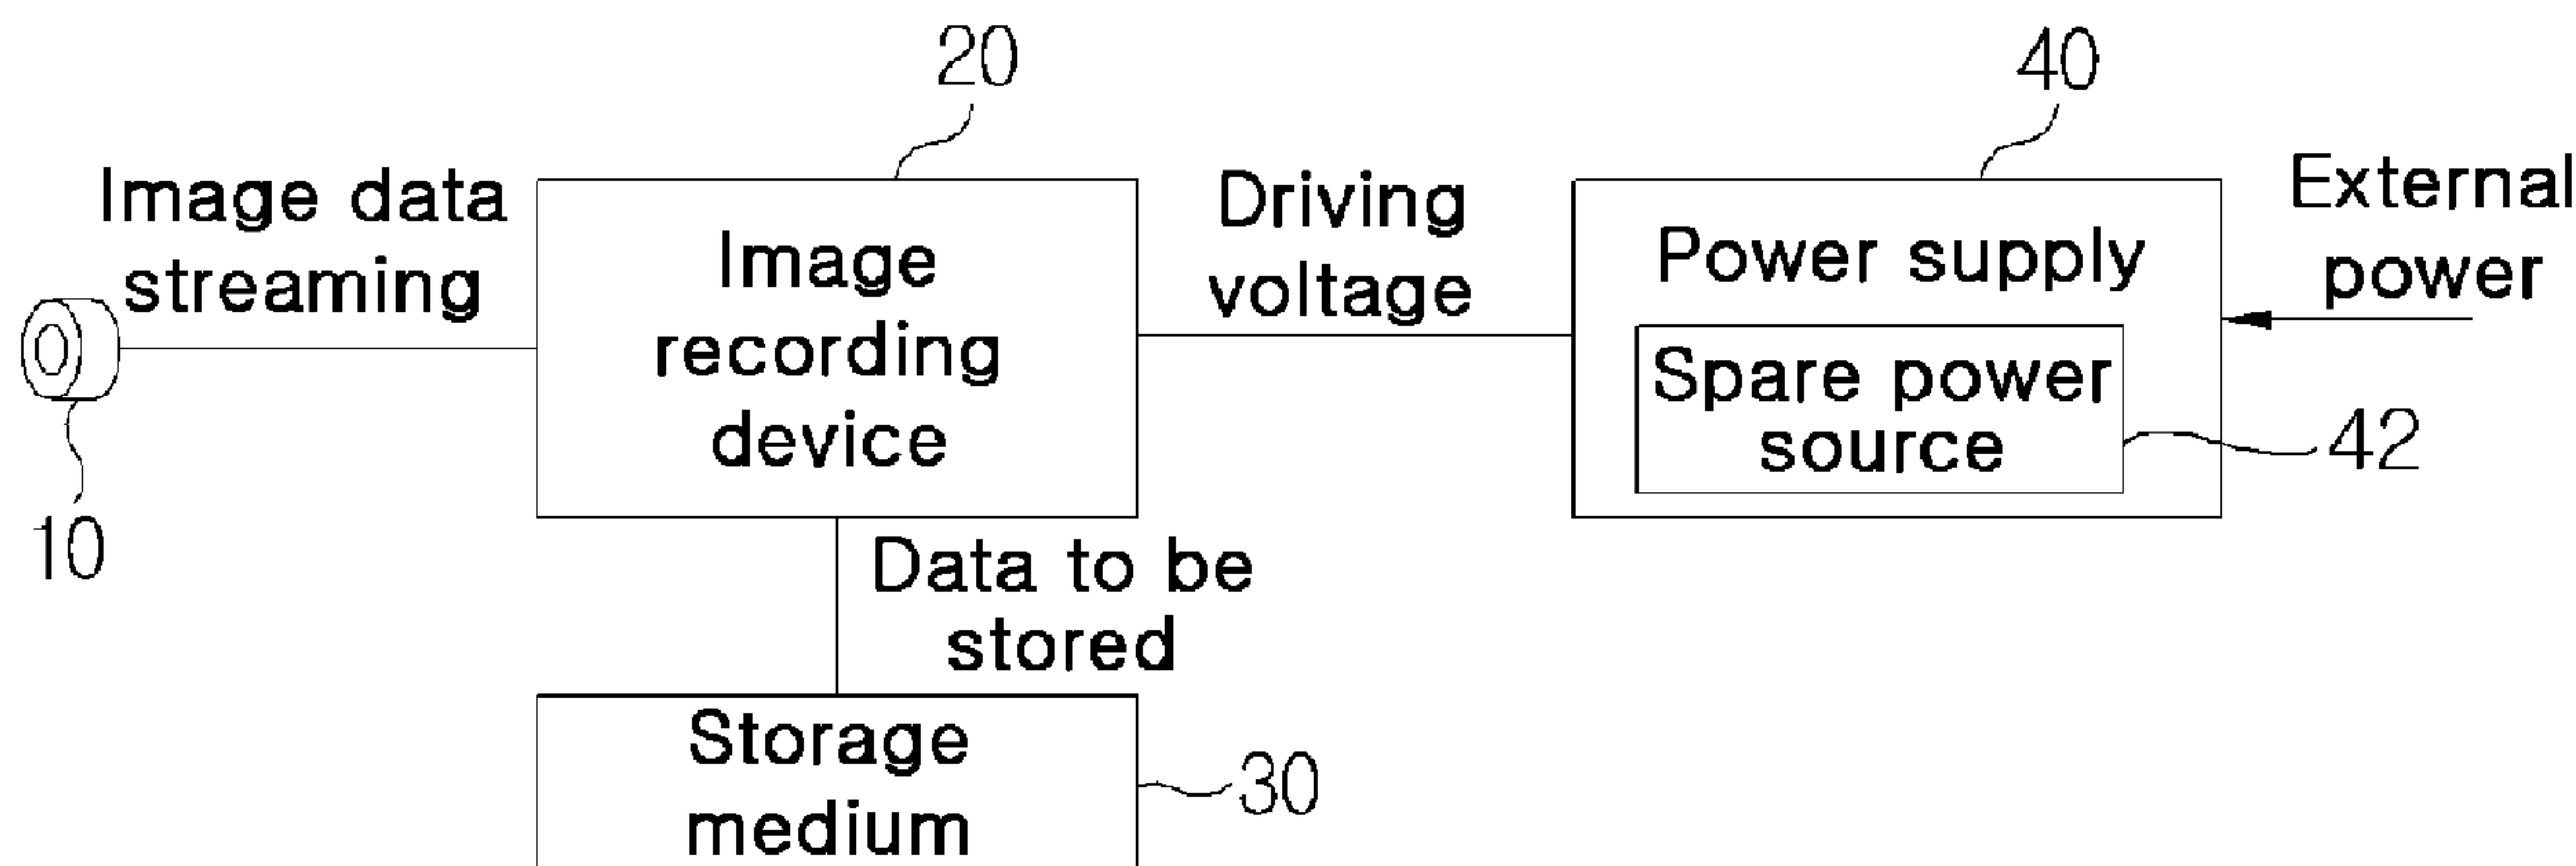 20
40
Image data
streaming
Image
recording
device
Driving
voltage
Power supply
Spare power
source
External
power
42
10
Data to be
stored
Storage
medium
30